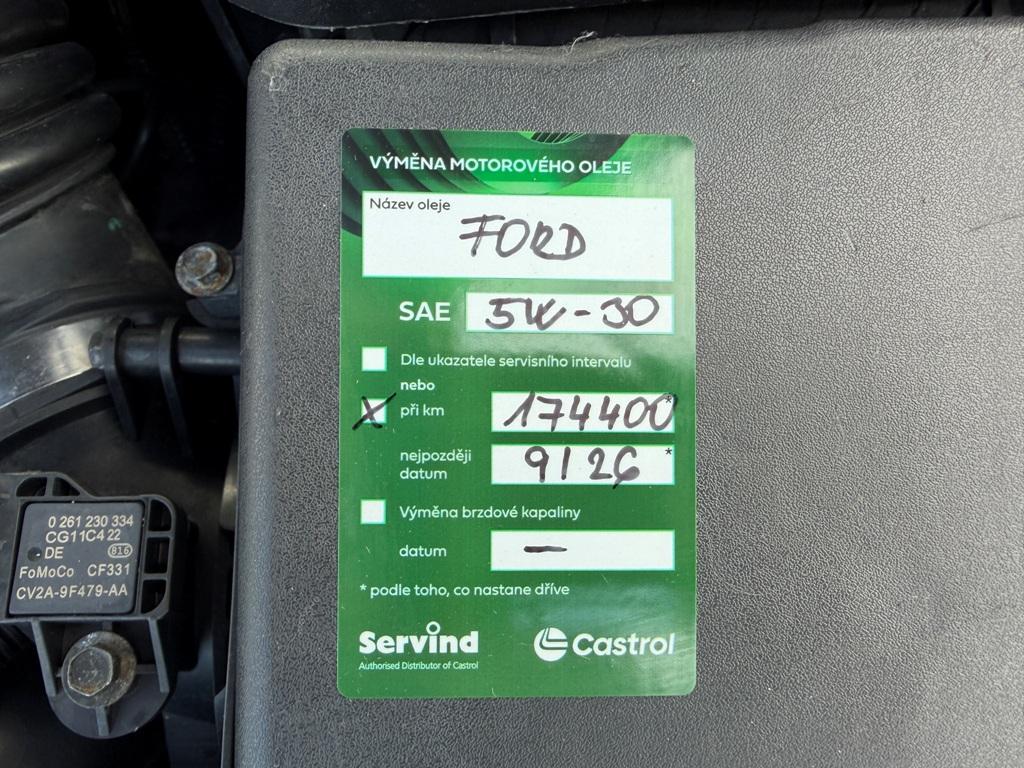 VÝMĚNA MOTOROVÉHO OLEJE
Název oleje
FORD
SAE 5W-30
Dle ukazatele servisního intervalu
nebo
X při km 174400*
nejpozději
datum 9/26*
Výměna brzdové kapaliny
datum –
* podle toho, co nastane dříve
Servind
Authorised Distributor of Castrol
Castrol
0 261 230 334
CG11C4 22
DE 816
FoMoCo CF331
CV2A-9F479-AA